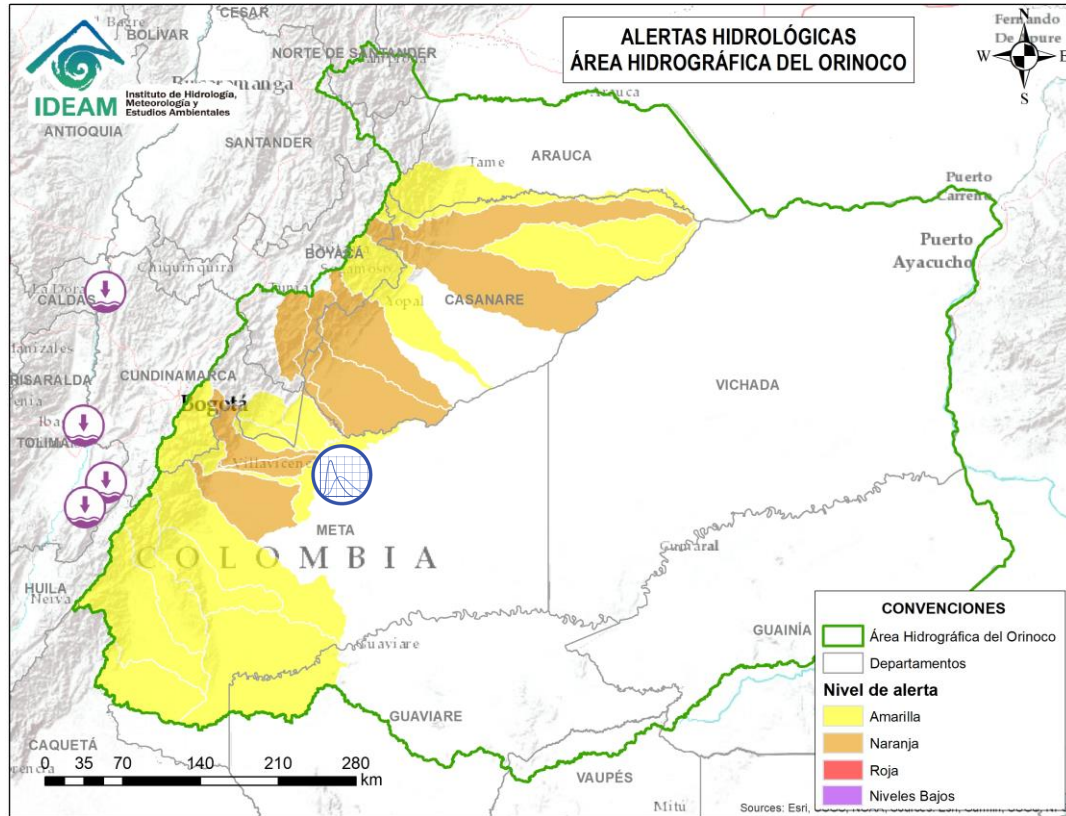 ALERTAS HIDROLÓGICAS
ÁREA HIDROGRÁFICA DEL ORINOCO
N
W
E
S
IDEAM
Instituto de Hidrología,
Meteorología y
Estudios Ambientales
CESAR
BOLÍVAR
NORTE DE SANTANDER
ANTIOQUIA
SANTANDER
Arauca
ARAUCA
Tame
Puerto
Carreño
Puerto
Ayacucho
BOYACÁ
Chiquinquira
CALDAS
Tunja
Yopal
CASANARE
VICHADA
CUNDINAMARCA
RISARALDA
Bogotá
TOLIMA
META
COLOMBIA
Cumaral
HUILA
Neiva
Guaviare
GUAINÍA
GUAVIARE
CAQUETÁ
VAUPÉS
Mitú
0 35 70 140 210 280
km
CONVENCIONES
Área Hidrográfica del Orinoco
Departamentos
Nivel de alerta
Amarilla
Naranja
Roja
Niveles Bajos
Sources: Esri,